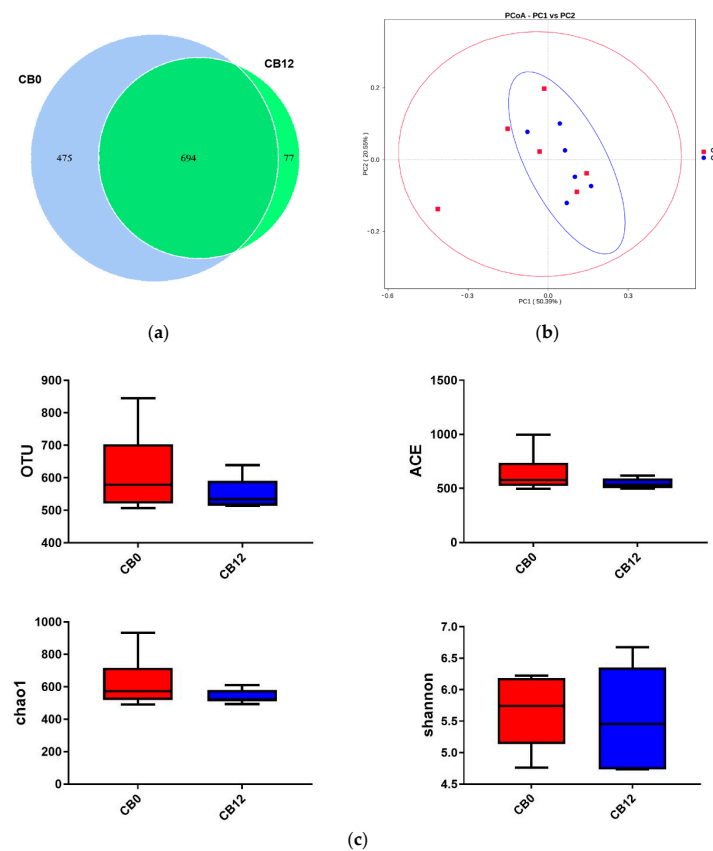 CB0
CB12
475
694
77
(a)
PCoA - PC1 vs PC2
PC2 ( 20.55% )
0.2
0.0
−0.2
−0.6
−0.3
0.0
0.3
PC1 ( 50.39% )
(b)
OTU
900
800
700
600
500
400
CB0
CB12
ACE
1500
1000
500
0
CB0
CB12
chao1
1000
800
600
400
200
0
CB0
CB12
shannon
7.0
6.5
6.0
5.5
5.0
4.5
CB0
CB12
(c)